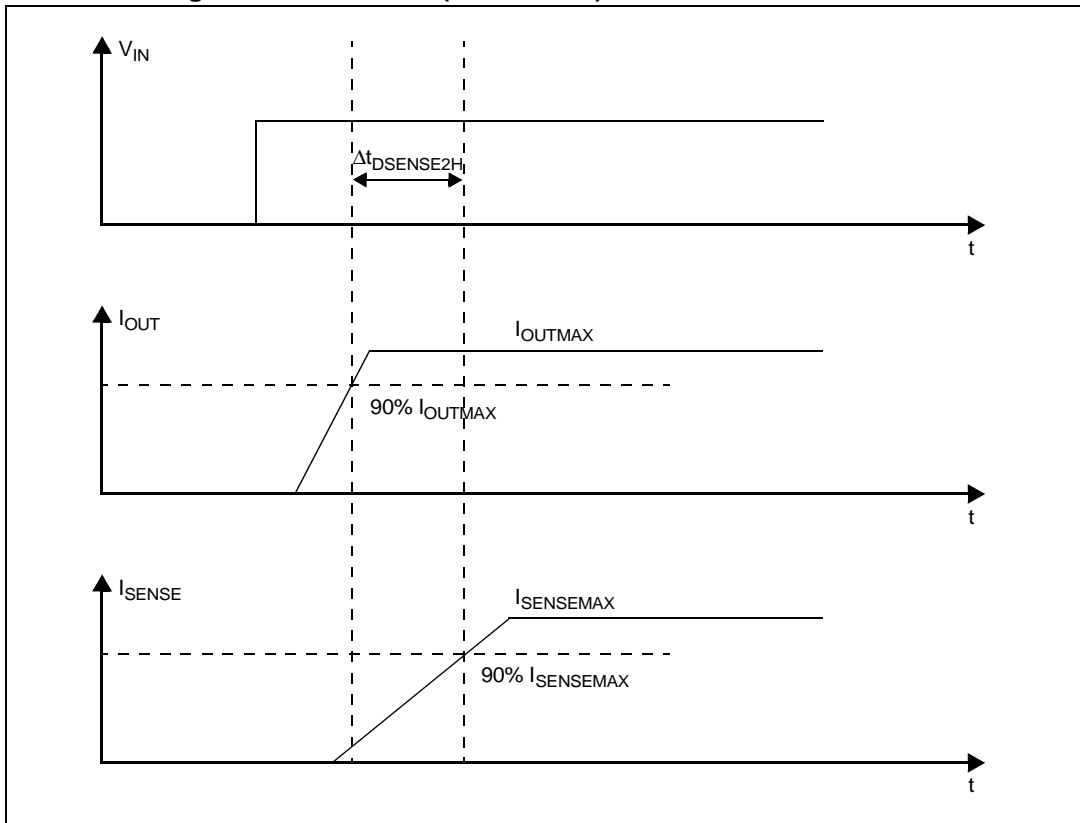 V_IN
Δt_DSENSE2H
t
I_OUT
I_OUTMAX
90% I_OUTMAX
t
I_SENSE
I_SENSEMAX
90% I_SENSEMAX
t